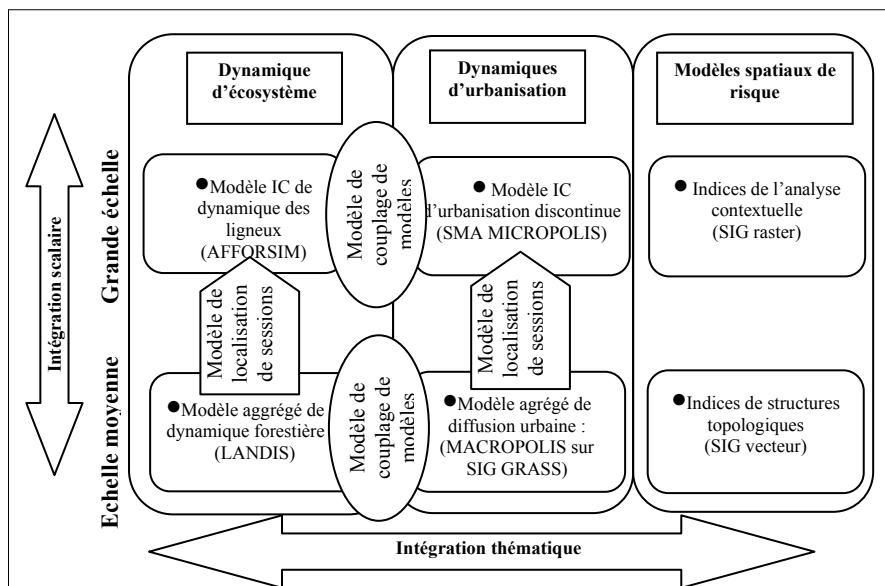 Dynamique
d'écosystème
Dynamiques
d'urbanisation
Modèles spatiaux de
risque
Intégration scalaire
Grande échelle
●Modèle IC de
dynamique des
ligneux
(AFFORSIM)
Modèle de
couplage de
modèles
● Modèle IC
d'urbanisation discontinue
(SMA MICROPOLIS)
● Indices de l'analyse
contextuelle
(SIG raster)
Modèle de
localisation
de sessions
Modèle de
localisation
de sessions
Echelle moyenne
●Modèle aggrégé de
dynamique forestière
(LANDIS)
Modèle de
couplage de
modèles
● Modèle agrégé de
diffusion urbaine :
(MACROPOLIS sur
SIG GRASS)
●Indices de structures
topologiques
(SIG vecteur)
Intégration thématique